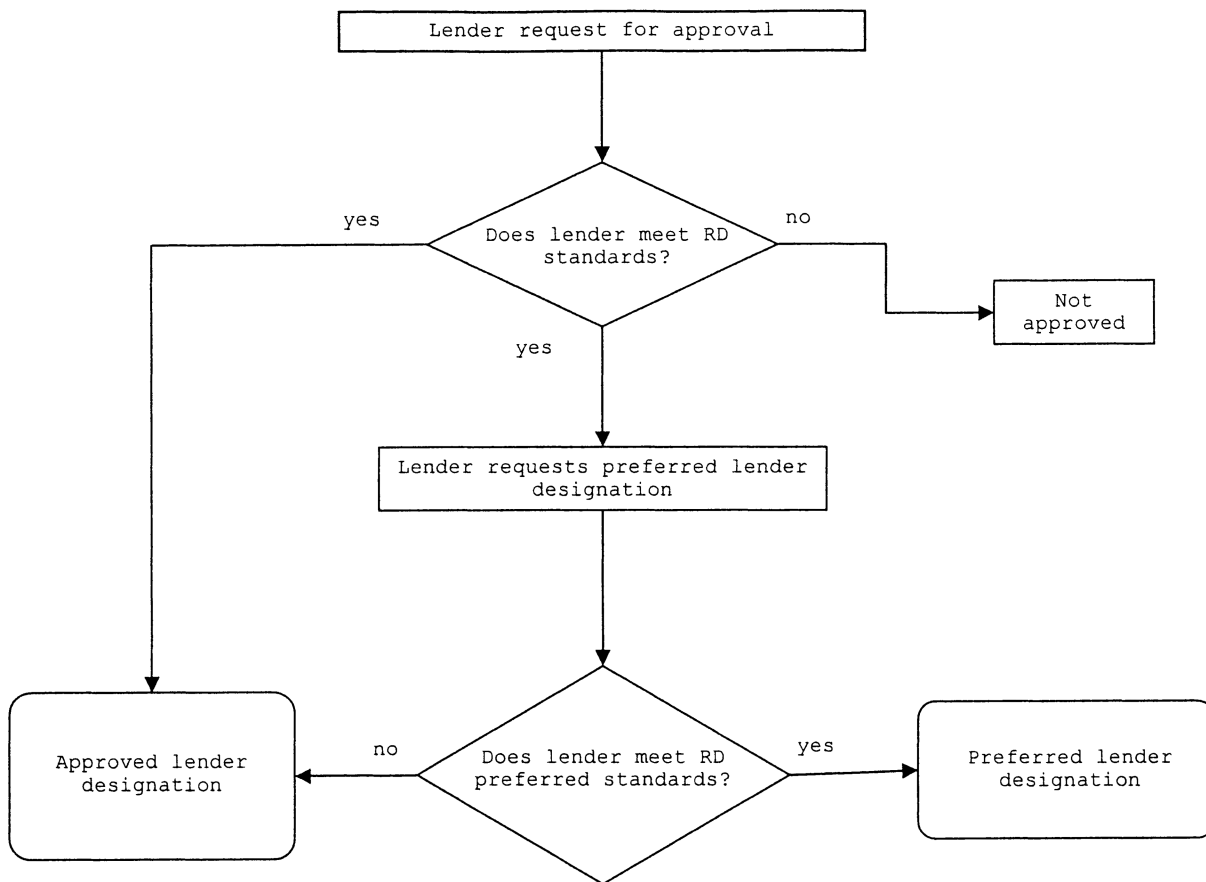 Lender request for approval
yes
no
Does lender meet RD
standards?
Not
approved
yes
Lender requests preferred lender
designation
no
yes
Approved lender
designation
Does lender meet RD
preferred standards?
Preferred lender
designation